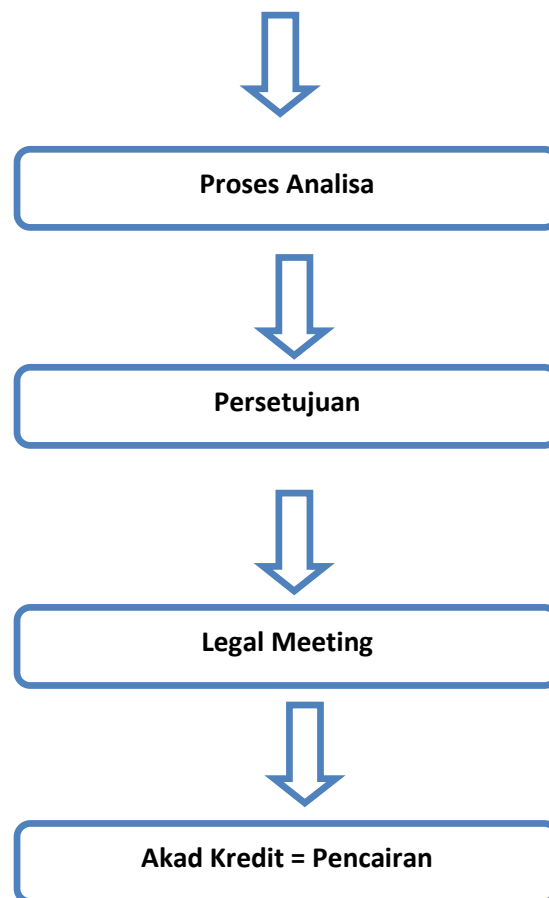 Proses Analisa
Persetujuan
Legal Meeting
Akad Kredit = Pencairan